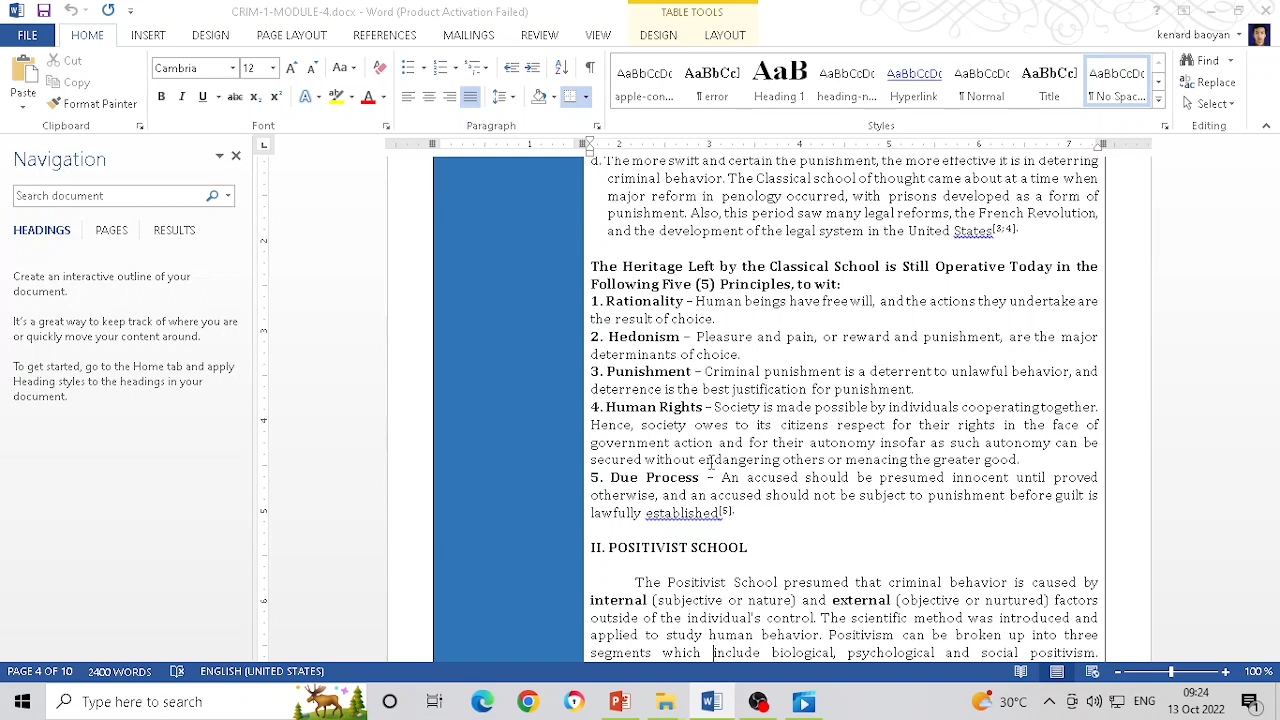 CRIM-1-MODULE-4.docx - Word (Product Activation Failed)
TABLE TOOLS
FILE HOME INSERT DESIGN PAGE LAYOUT REFERENCES MAILINGS REVIEW VIEW DESIGN LAYOUT kenard baoyan
Paste
Cut
Copy
Format Painter
Clipboard
Cambria 12
Font
Paragraph
AaBbCcDc apple-con...
AaBbCcI ¶ error
AaB Heading 1
AaBbCcDc heading-n...
AaBbCcDc Hyperlink
AaBbCcDc ¶ Normal
AaBbCcI Title
AaBbCcDc ¶ No Spac...
Styles
Find
Replace
Select
Editing
Navigation
Search document
HEADINGS PAGES RESULTS
Create an interactive outline of your
document.
It's a great way to keep track of where you are
or quickly move your content around.
To get started, go to the Home tab and apply
Heading styles to the headings in your
document.
1 2 3 4 5 6 7
2
3
4
5
6
The more swift and certain the punishment, the more effective it is in deterring
criminal behavior. The Classical school of thought came about at a time when
major reform in penology occurred, with prisons developed as a form of
punishment. Also, this period saw many legal reforms, the French Revolution,
and the development of the legal system in the United States[3; 4].
The Heritage Left by the Classical School is Still Operative Today in the
Following Five (5) Principles, to wit:
1. Rationality – Human beings have free will, and the actions they undertake are
the result of choice.
2. Hedonism – Pleasure and pain, or reward and punishment, are the major
determinants of choice.
3. Punishment – Criminal punishment is a deterrent to unlawful behavior, and
deterrence is the best justification for punishment.
4. Human Rights – Society is made possible by individuals cooperating together.
Hence, society owes to its citizens respect for their rights in the face of
government action and for their autonomy insofar as such autonomy can be
secured without endangering others or menacing the greater good.
5. Due Process – An accused should be presumed innocent until proved
otherwise, and an accused should not be subject to punishment before guilt is
lawfully established[5].
II. POSITIVIST SCHOOL
The Positivist School presumed that criminal behavior is caused by
internal (subjective or nature) and external (objective or nurtured) factors
outside of the individual's control. The scientific method was introduced and
applied to study human behavior. Positivism can be broken up into three
segments which include biological, psychological and social positivism.
PAGE 4 OF 10 2400 WORDS ENGLISH (UNITED STATES) 100 %
Type here to search
30°C ENG
09:24
13 Oct 2022